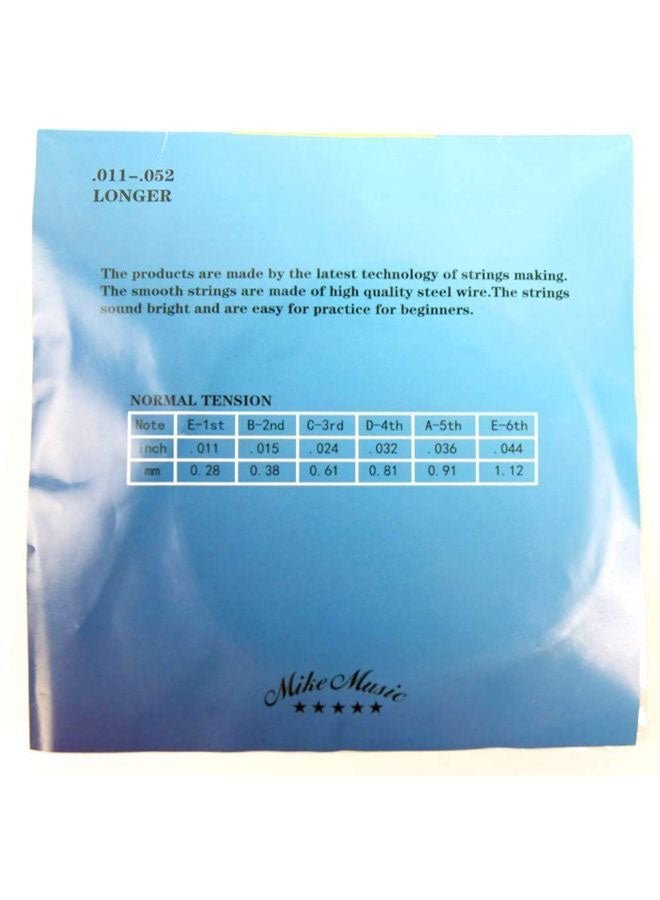 .011-.052
LONGER
The products are made by the latest technology of strings making.
The smooth strings are made of high quality steel wire.The strings
sound bright and are easy for practice for beginners.
NORMAL TENSION
Note E-1st B-2nd C-3rd D-4th A-5th E-6th
inch .011 .015 .024 .032 .036 .044
mm 0.28 0.38 0.61 0.81 0.91 1.12
Mike Music
★★★★★